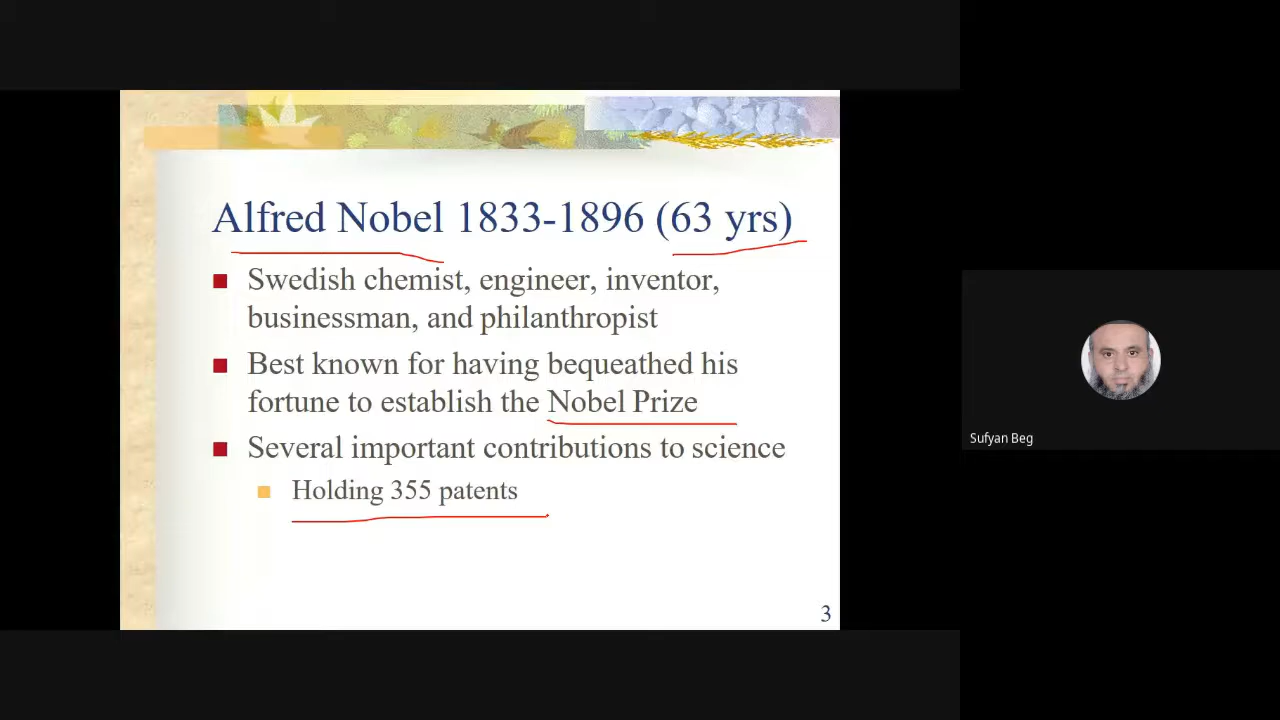 Alfred Nobel 1833-1896 (63 yrs)
Swedish chemist, engineer, inventor,
businessman, and philanthropist
Best known for having bequeathed his
fortune to establish the Nobel Prize
Several important contributions to science
Holding 355 patents
3
Sufyan Beg